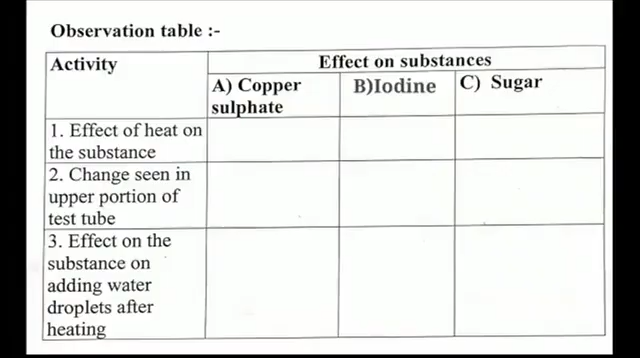 Observation table :-
Activity
Effect on substances
A) Copper
sulphate
B)Iodine
C) Sugar
1. Effect of heat on
the substance
2. Change seen in
upper portion of
test tube
3. Effect on the
substance on
adding water
droplets after
heating